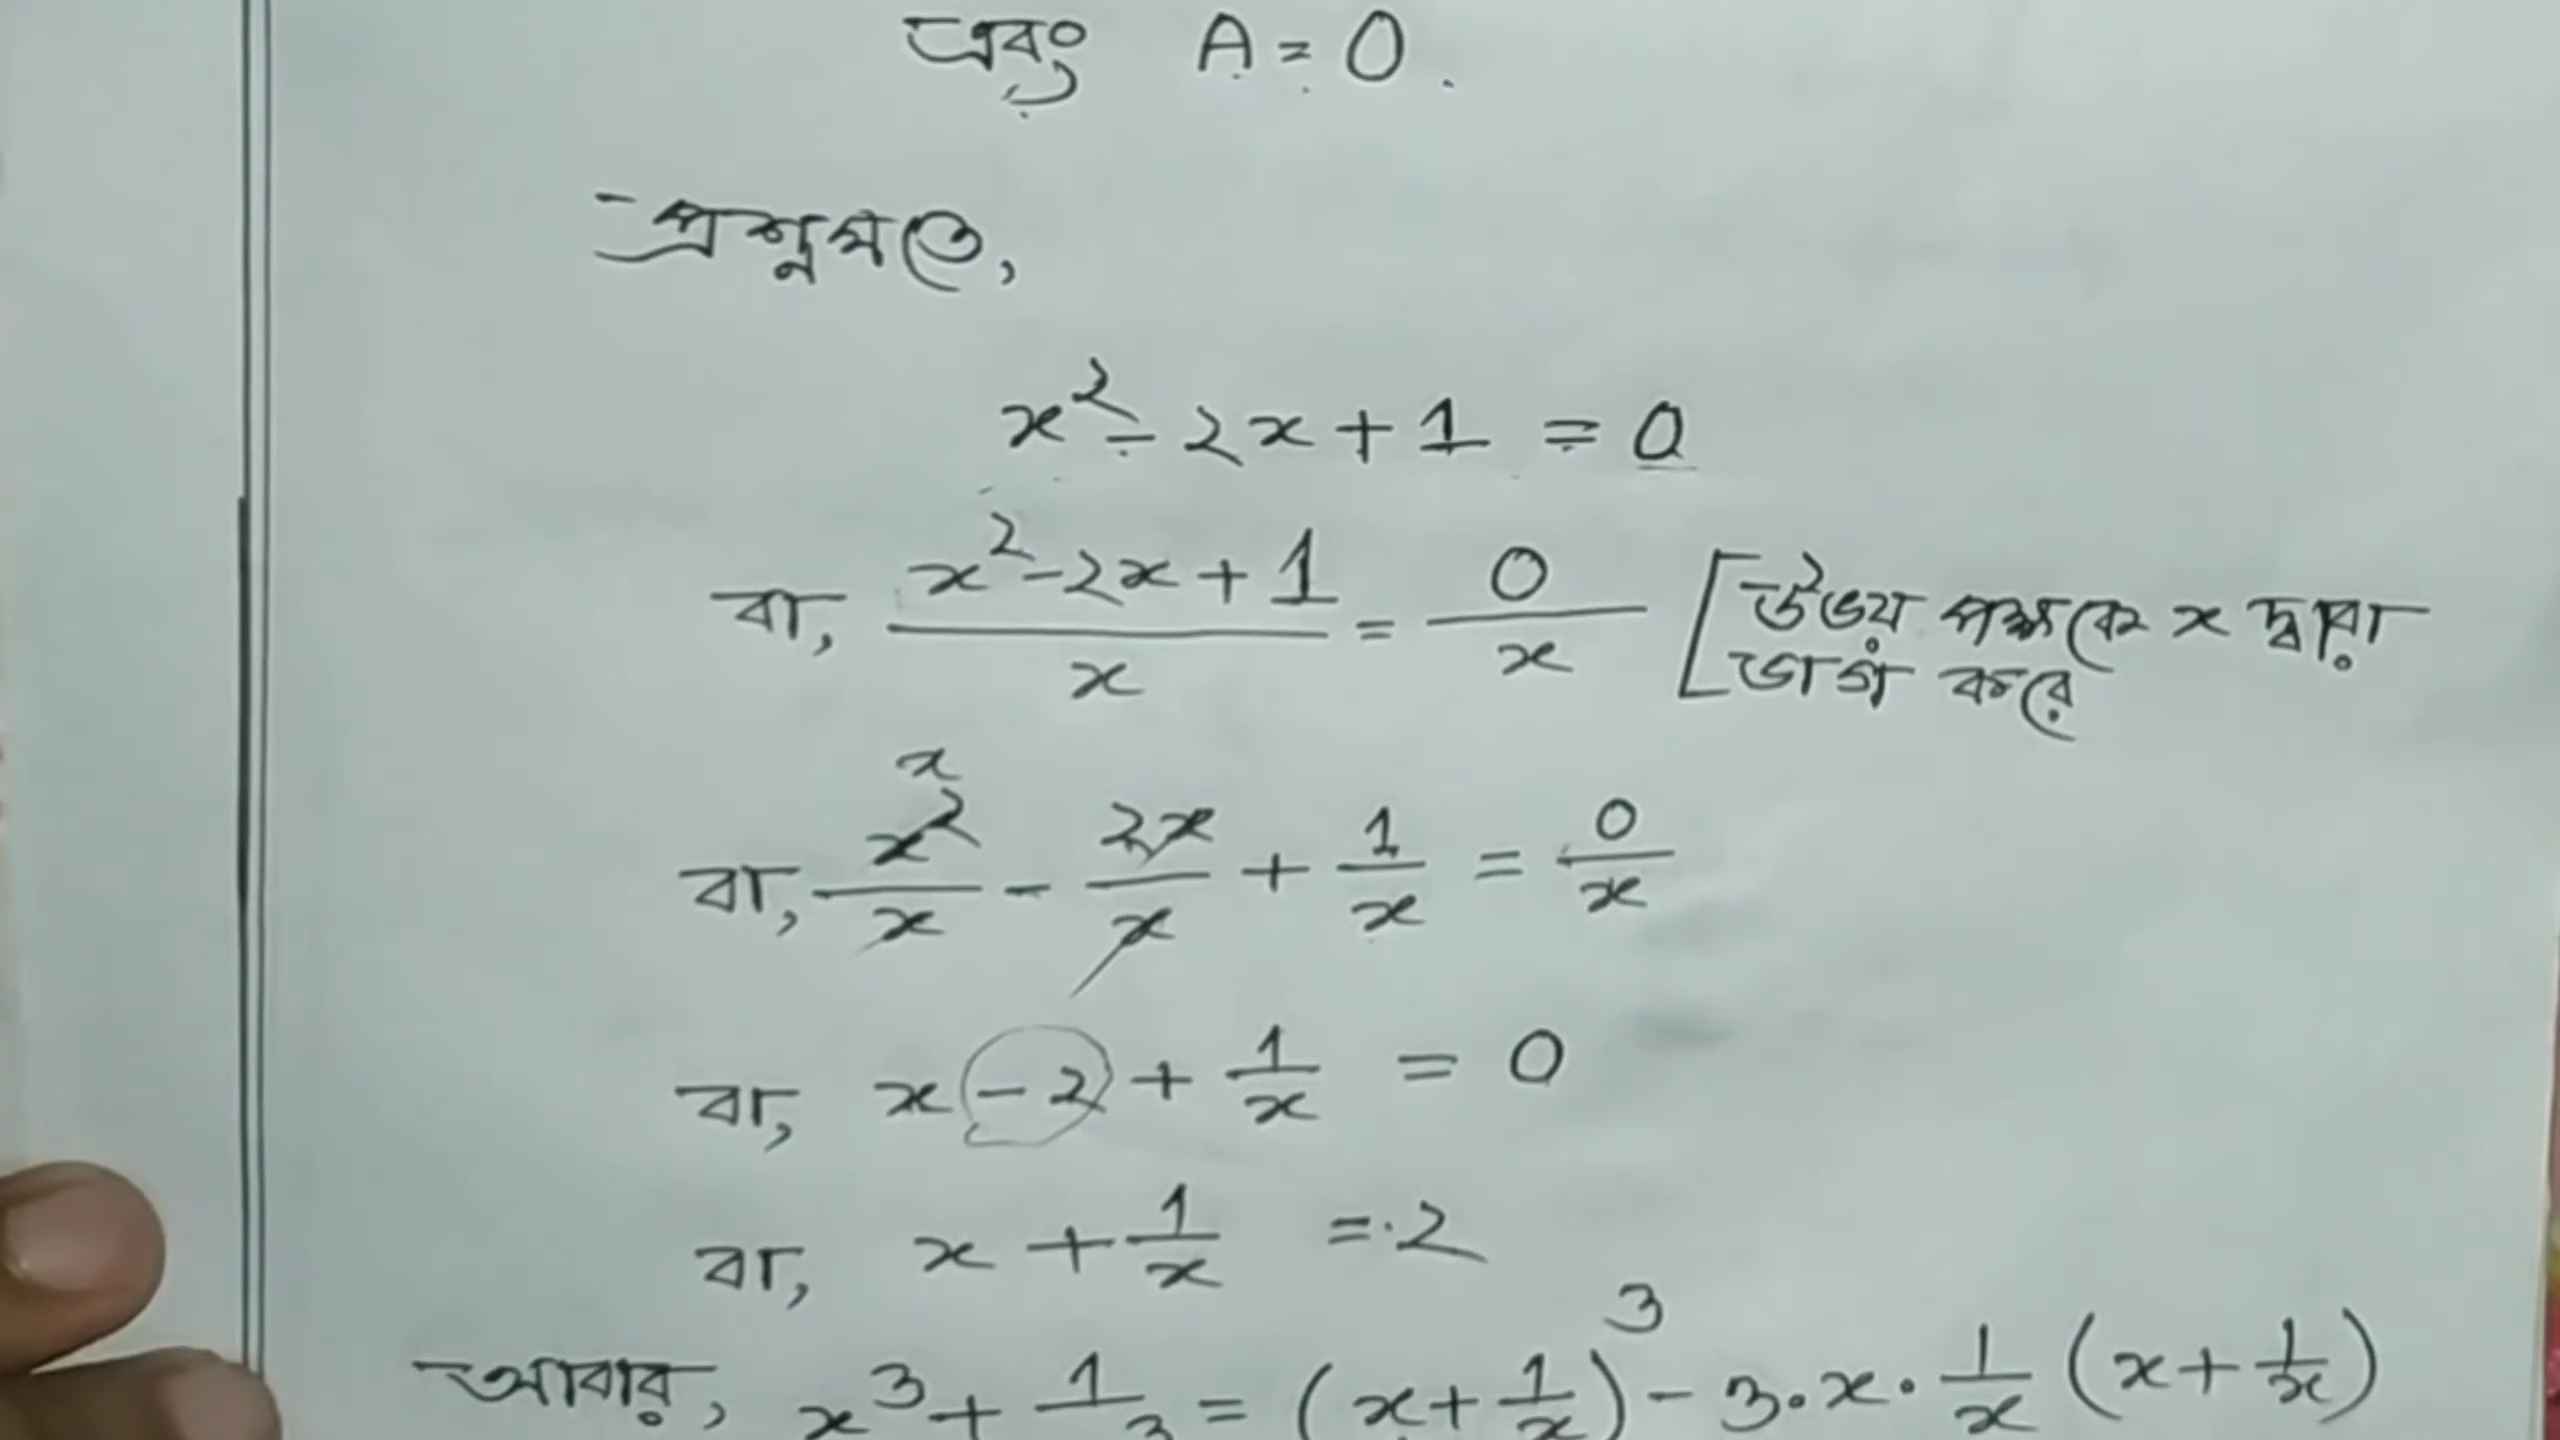 এবং A = 0.
প্রশ্নমতে,
x² - 2x + 1 = 0
বা, (x² - 2x + 1)/x = 0/x [উভয় পক্ষকে x দ্বারা
ভাগ করে
x
বা, x²/x - 2x/x + 1/x = 0/x
বা, x - 2 + 1/x = 0
বা, x + 1/x = 2
আবার, x³ + 1/x³ = (x + 1/x)³ - 3·x·1/x (x + 1/x)